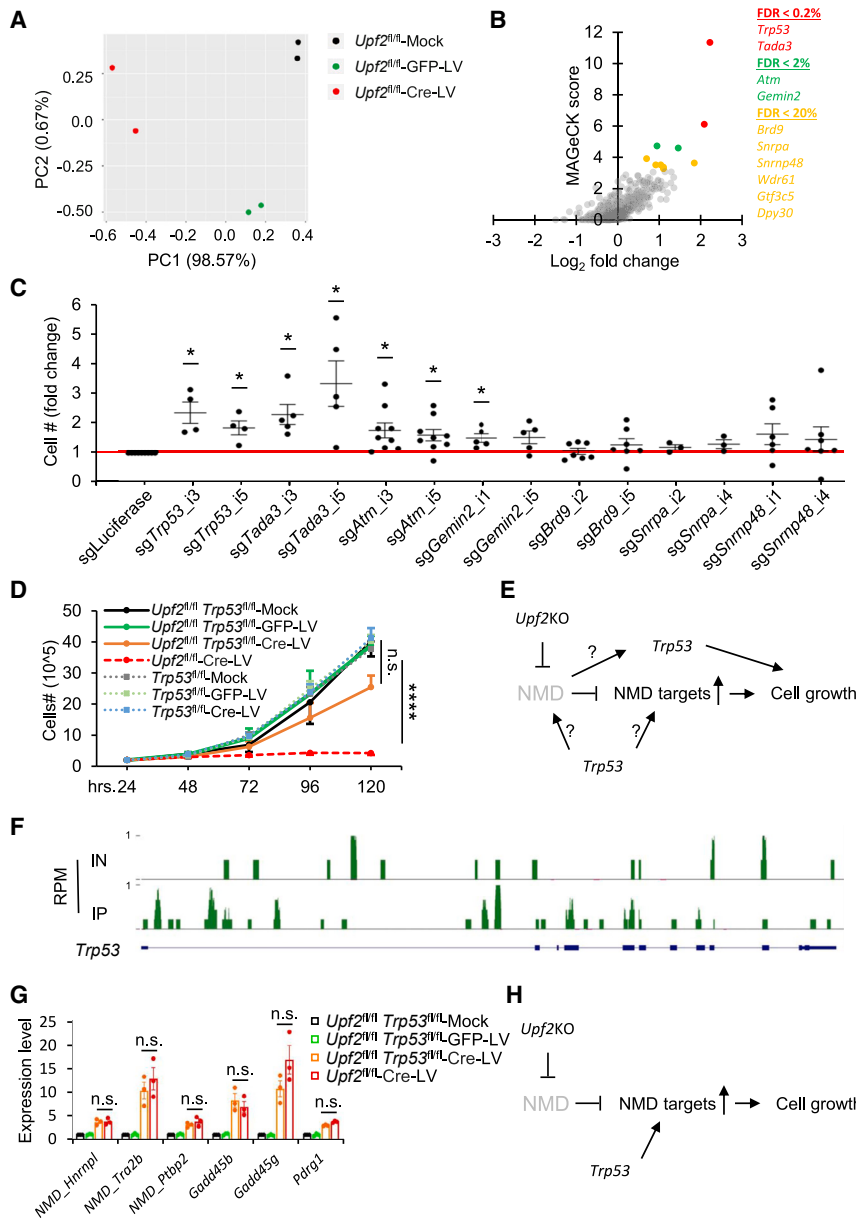 A
0.25
0.0
-0.50
PC2 (0.67%)
-0.6
-0.4
-0.2
0.0
0.2
0.4
PC1 (98.57%)
Upf2fl/fl-Mock
Upf2fl/fl-GFP-LV
Upf2fl/fl-Cre-LV
B
12
10
8
6
4
2
0
MAGeCK score
-3
-2
-1
0
1
2
3
Log2 fold change
FDR < 0.2%
Trp53
Tada3
FDR < 2%
Atm
Gemin2
FDR < 20%
Brd9
Snrpa
Snrnp48
Wdr61
Gtf3c5
Dpy30
C
6
5
4
3
2
1
0
Cell # (fold change)
* * * * * * *
sgLuciferase
sgTrp53_i3
sgTrp53_i5
sgTada3_i3
sgTada3_i5
sgAtm_i3
sgAtm_i5
sgGemin2_i1
sgGemin2_i5
sgBrd9_i2
sgBrd9_i5
sgSnrpa_i2
sgSnrpa_i4
sgSnrnp48_i1
sgSnrnp48_i4
D
50
40
30
20
10
0
Cells# (10^5)
Upf2fl/fl Trp53fl/fl-Mock
Upf2fl/fl Trp53fl/fl-GFP-LV
Upf2fl/fl Trp53fl/fl-Cre-LV
Upf2fl/fl-Cre-LV
Trp53fl/fl-Mock
Trp53fl/fl-GFP-LV
Trp53fl/fl-Cre-LV
n.s.
****
hrs. 24 48 72 96 120
E
Upf2KO
? Trp53
NMD NMD targets Cell growth
? ?
Trp53
F
1
IN
1
IP
RPM
Trp53
G
25
20
15
10
5
0
Expression level
n.s. n.s. n.s. n.s. n.s. n.s.
Upf2fl/fl Trp53fl/fl-Mock
Upf2fl/fl Trp53fl/fl-GFP-LV
Upf2fl/fl Trp53fl/fl-Cre-LV
Upf2fl/fl-Cre-LV
NMD_Hnrnpl
NMD_Tra2b
NMD_Ptbp2
Gadd45b
Gadd45g
Pdrg1
H
Upf2KO
NMD NMD targets Cell growth
Trp53